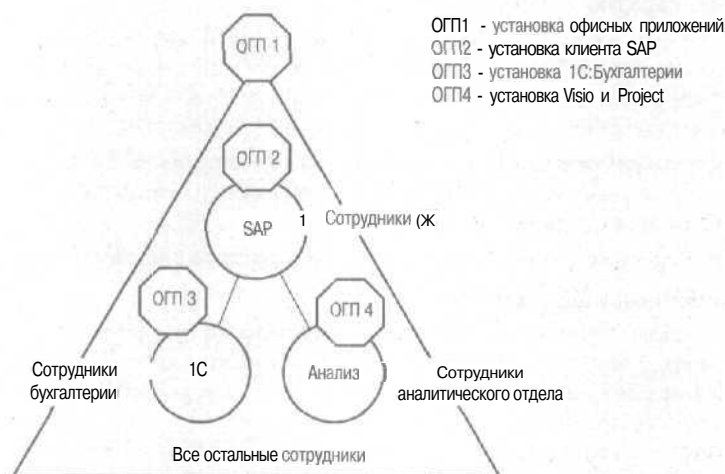 ОГП 1
ОГП1 - установка офисных приложений
ОГП2 - установка клиента SAP
ОГП3 - установка 1С:Бухгалтерии
ОГП4 - установка Visio и Project
ОГП 2
SAP
1 Сотрудники (Ж
ОГП 3
ОГП 4
1С
Анализ
Сотрудники
бухгалтерии
Сотрудники
аналитического отдела
Все остальные сотрудники